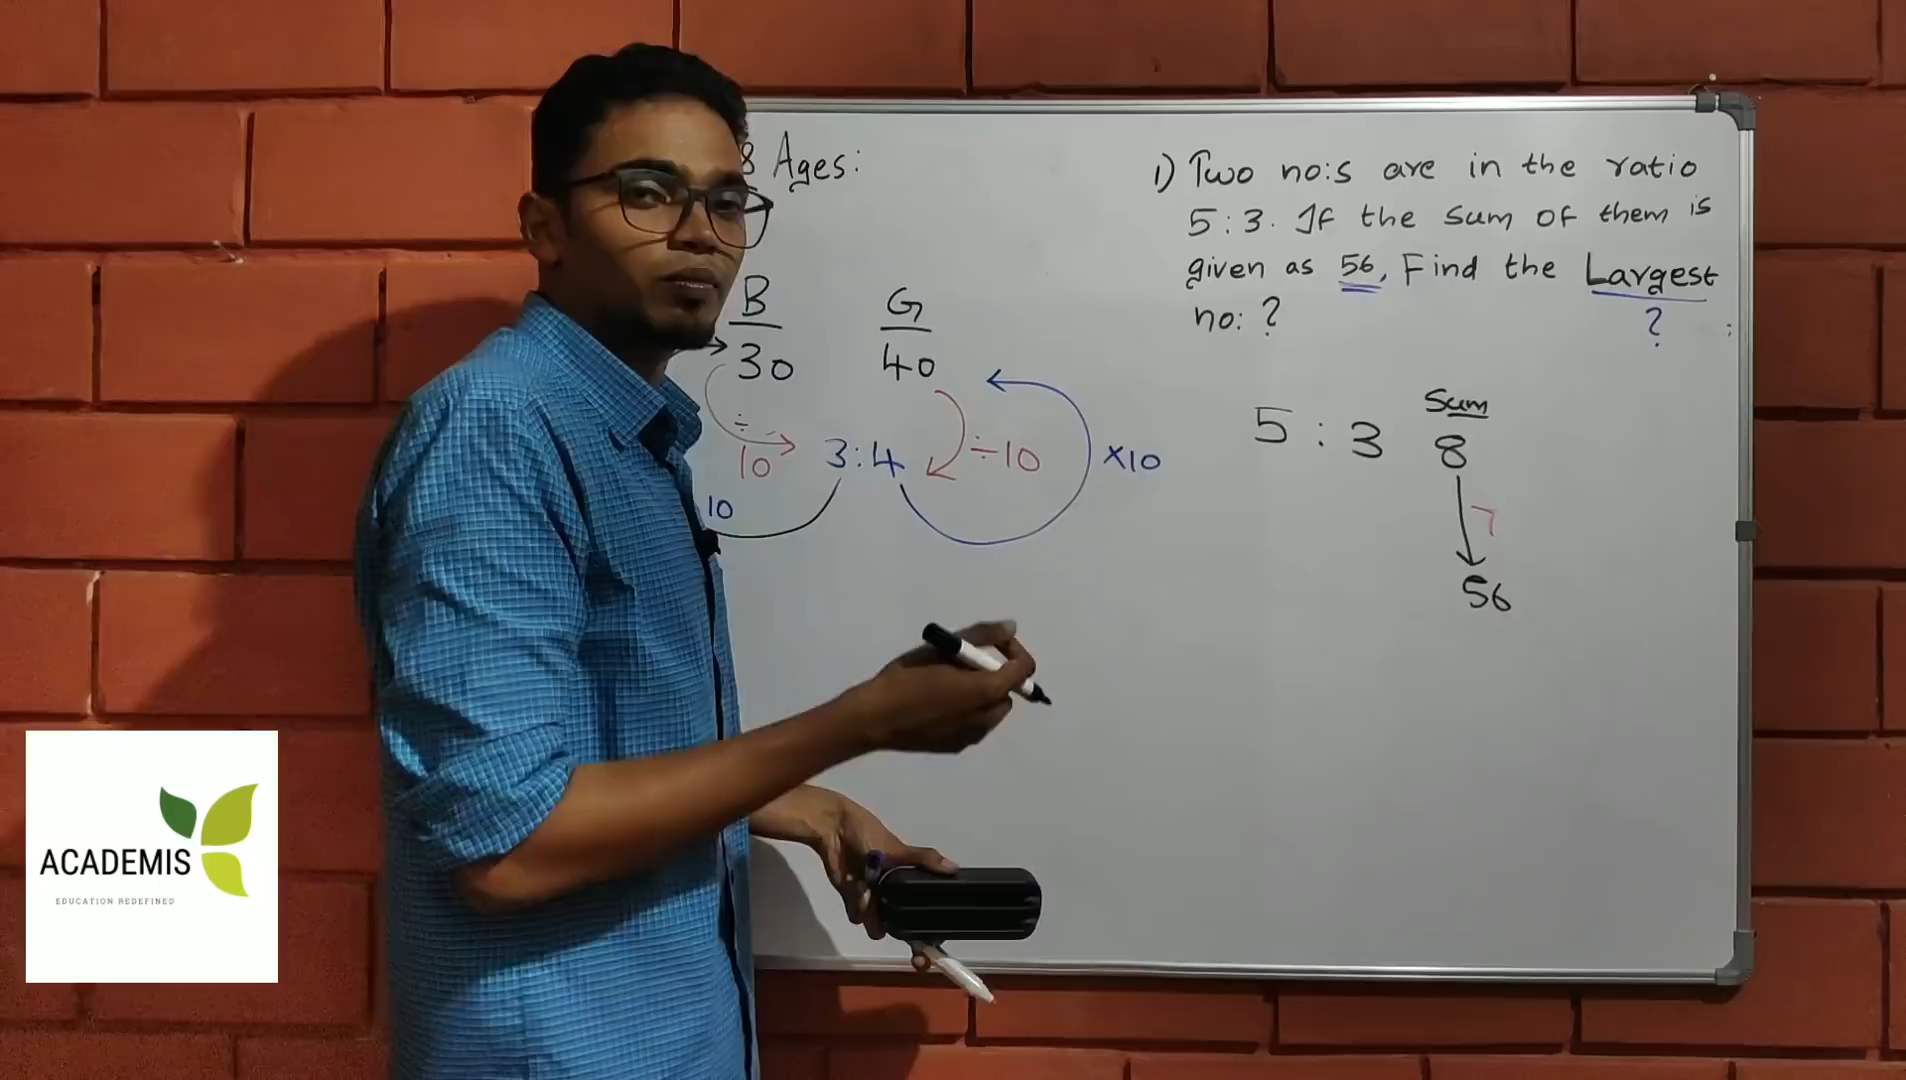 8 Ages:
B G
30 40
÷
10
3:4
÷10
×10
10
1) Two no:s are in the ratio
5:3. If the sum of them is
given as 56, Find the Largest
no: ?
?
Sum
5 : 3 8
7
56
ACADEMIS
EDUCATION REDEFINED